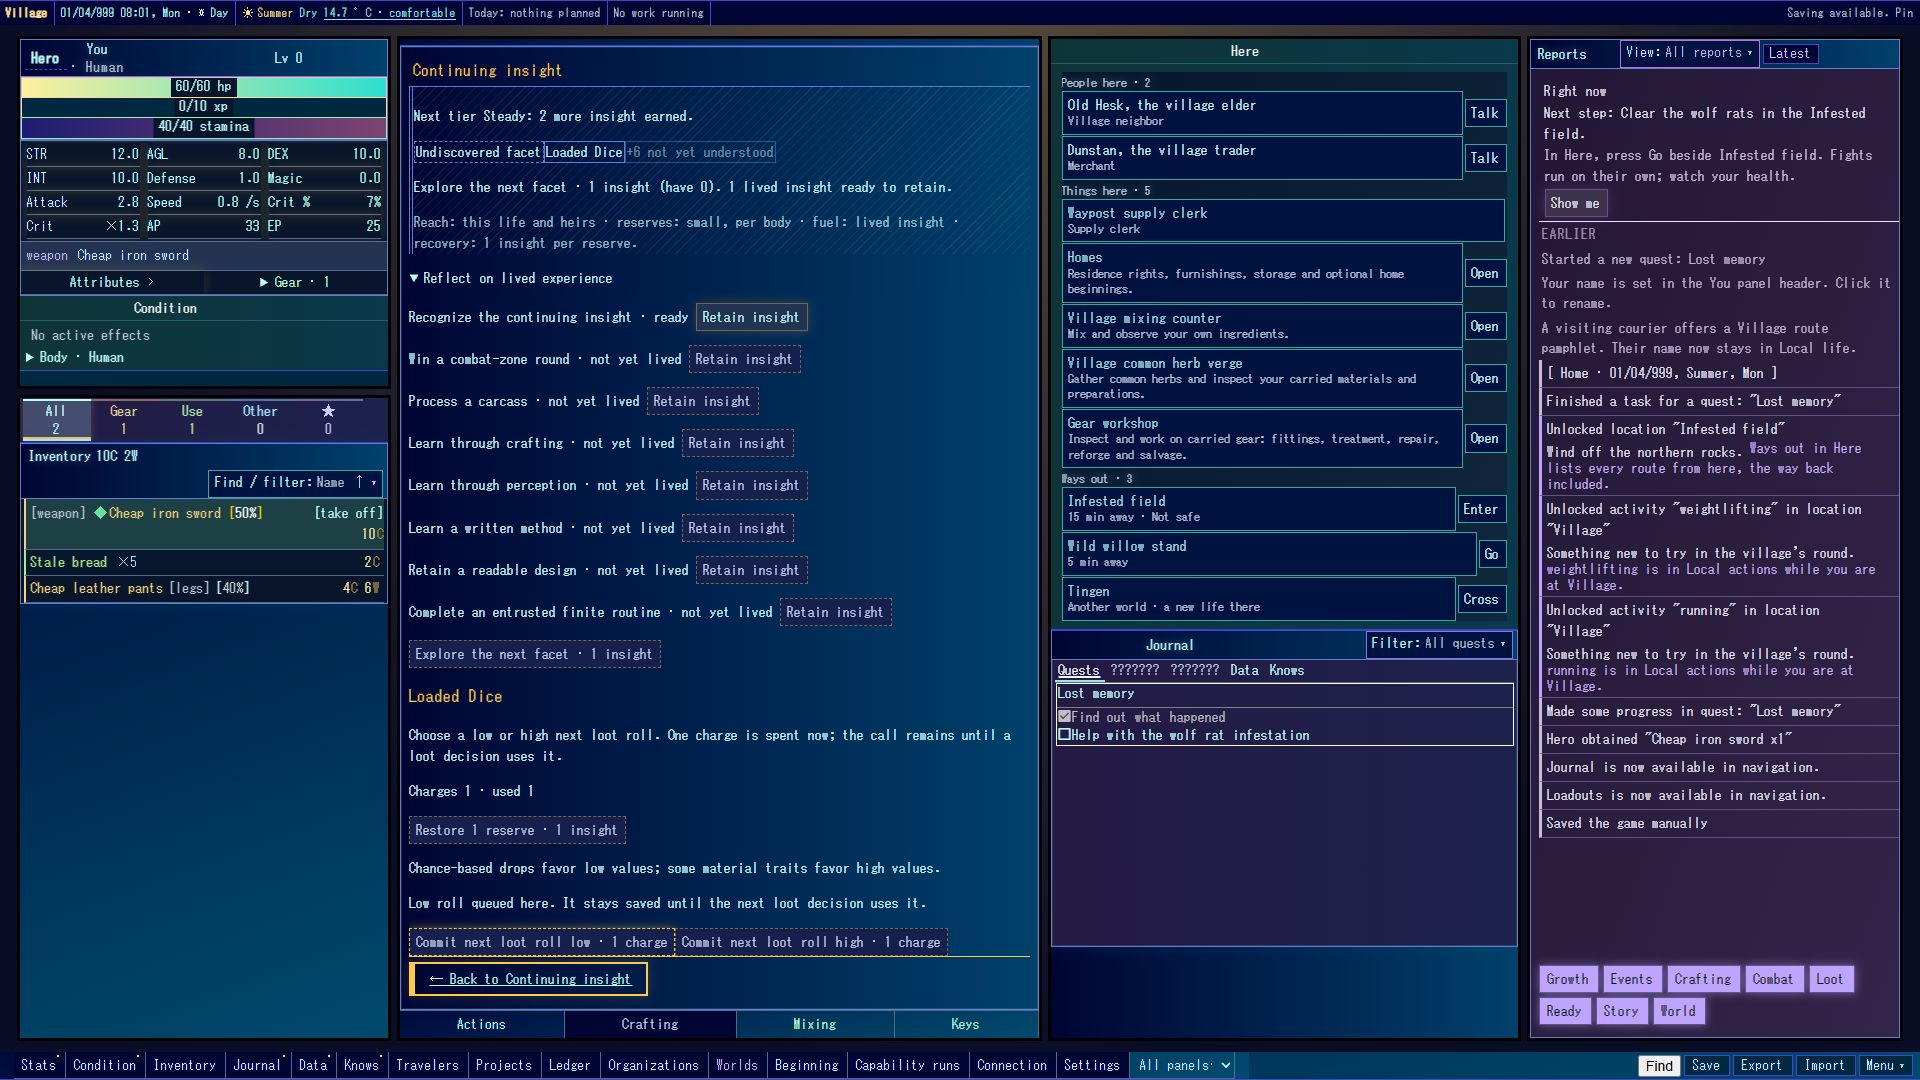 Village 01/04/999 08:01, Mon · ☀ Day ☀ Summer Dry 14.7 ° C · comfortable Today: nothing planned No work running Saving available. Pin
Hero · You Human Lv 0
60/60 hp
0/10 xp
40/40 stamina
STR 12.0 AGL 8.0 DEX 10.0
INT 10.0 Defense 1.0 Magic 0.0
Attack 2.8 Speed 0.8 /s Crit % 7%
Crit ×1.3 AP 33 EP 25
weapon Cheap iron sword
Attributes > ▶ Gear · 1
Condition
No active effects
▶ Body · Human
All 2 Gear 1 Use 1 Other 0 ★ 0
Inventory 10C 2W
Find / filter: Name ↑ ▾
[weapon] ◆Cheap iron sword [50%] [take off]
10C
Stale bread ×5 2C
Cheap leather pants [legs] [40%] 4C 6W
Continuing insight
Next tier Steady: 2 more insight earned.
Undiscovered facet Loaded Dice +6 not yet understood
Explore the next facet · 1 insight (have 0). 1 lived insight ready to retain.
Reach: this life and heirs · reserves: small, per body · fuel: lived insight ·
recovery: 1 insight per reserve.
▼ Reflect on lived experience
Recognize the continuing insight · ready Retain insight
Win a combat-zone round · not yet lived Retain insight
Process a carcass · not yet lived Retain insight
Learn through crafting · not yet lived Retain insight
Learn through perception · not yet lived Retain insight
Learn a written method · not yet lived Retain insight
Retain a readable design · not yet lived Retain insight
Complete an entrusted finite routine · not yet lived Retain insight
Explore the next facet · 1 insight
Loaded Dice
Choose a low or high next loot roll. One charge is spent now; the call remains until a
loot decision uses it.
Charges 1 · used 1
Restore 1 reserve · 1 insight
Chance-based drops favor low values; some material traits favor high values.
Low roll queued here. It stays saved until the next loot decision uses it.
Commit next loot roll low · 1 charge Commit next loot roll high · 1 charge
← Back to Continuing insight
Actions Crafting Mixing Keys
Here
People here · 2
Old Hesk, the village elder
Village neighbor
Talk
Dunstan, the village trader
Merchant
Talk
Things here · 5
Waypost supply clerk
Supply clerk
Homes
Residence rights, furnishings, storage and optional home
beginnings.
Open
Village mixing counter
Mix and observe your own ingredients.
Open
Village common herb verge
Gather common herbs and inspect your carried materials and
preparations.
Open
Gear workshop
Inspect and work on carried gear: fittings, treatment, repair,
reforge and salvage.
Open
Ways out · 3
Infested field
15 min away · Not safe
Enter
Wild willow stand
5 min away
Go
Tingen
Another world · a new life there
Cross
Journal Filter: All quests ▾
Quests ??????? ??????? Data Knows
Lost memory
☑Find out what happened
☐Help with the wolf rat infestation
Reports View: All reports ▾ Latest
Right now
Next step: Clear the wolf rats in the Infested
field.
In Here, press Go beside Infested field. Fights
run on their own; watch your health.
Show me
EARLIER
Started a new quest: Lost memory
Your name is set in the You panel header. Click it
to rename.
A visiting courier offers a Village route
pamphlet. Their name now stays in Local life.
[ Home · 01/04/999, Summer, Mon ]
Finished a task for a quest: "Lost memory"
Unlocked location "Infested field"
Wind off the northern rocks. Ways out in Here
lists every route from here, the way back
included.
Unlocked activity "weightlifting" in location
"Village"
Something new to try in the village's round.
weightlifting is in Local actions while you are
at Village.
Unlocked activity "running" in location
"Village"
Something new to try in the village's round.
running is in Local actions while you are at
Village.
Made some progress in quest: "Lost memory"
Hero obtained "Cheap iron sword x1"
Journal is now available in navigation.
Loadouts is now available in navigation.
Saved the game manually
Growth Events Crafting Combat Loot
Ready Story World
Stats Condition Inventory Journal Data Knows Travelers Projects Ledger Organizations Worlds Beginning Capability runs Connection Settings All panels Find Save Export Import Menu ▾